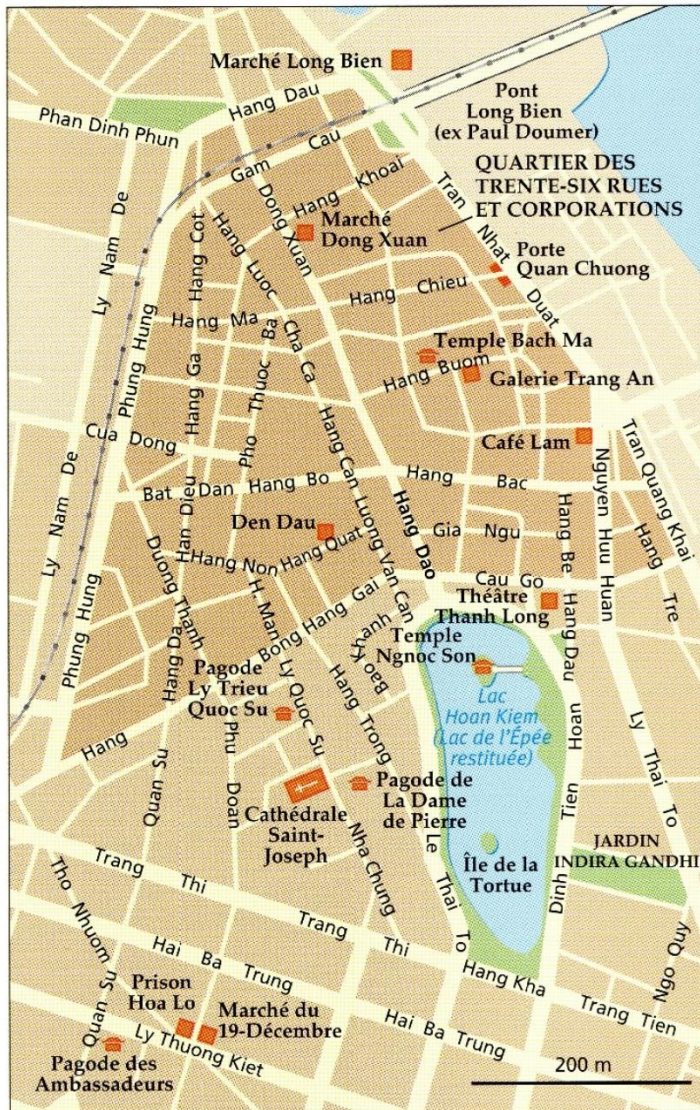 Marché Long Bien
Hang Dau
Phan Dinh Phun
Pont
Long Bien
(ex Paul Doumer)
Gam Cau
Hang Khoai
QUARTIER DES
TRENTE-SIX RUES
ET CORPORATIONS
Dong Xuan
Marché
Dong Xuan
Tran Nhat Duat
Porte
Quan Chuong
Ly Nam De
Hang Cot
Hang Luoc
Hang Chieu
Hang Ma
Phung Hung
Cha Ca
Temple Bach Ma
Hang Buom
Galerie Trang An
Hang Ga
Pho Thuoc Ba
Cua Dong
Hang Can
Café Lam
Tran Quang Khai
Bat Dan
Hang Bo
Hang Bac
Nguyen Huu Huan
Ly Nam De
Han Dieu
Den Dau
Hang Dao
Gia Ngu
Hang Be
Hang Tre
Luong Van Can
Hang Non
Hang Quat
Duong Thanh
Cau Go
Théâtre
Thanh Long
Hang Dau
Phung Hung
H. Man
Hang Gai
Bong
Hang Da
Bao Khanh
Temple
Ngnoc Son
Pagode
Ly Trieu
Quoc Su
Ly Quoc Su
Hang Trong
Lac
Hoan Kiem
(Lac de l'Épée
restituée)
Hang
Quan Su
Phu Doan
Ly Thai To
Cathédrale
Saint-
Joseph
Pagode de
La Dame
de Pierre
Nha Chung
Le Thai To
Île de la
Tortue
Dinh Tien Hoau
JARDIN
INDIRA GANDHI
Trang Thi
Trang Thi
Tho Nhuom
Hai Ba Trung
Hang Kha
Trang Tien
Ngo Quy
Prison
Hoa Lo
Marché du
19-Décembre
Hai Ba Trung
Quan Su
Ly Thuong Kiet
Pagode des
Ambassadeurs
200 m